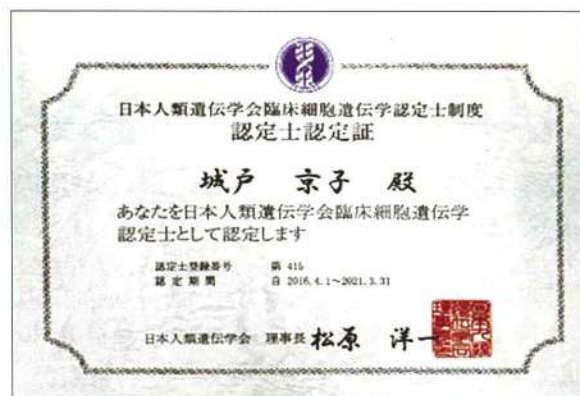 日本人類遺伝学会臨床細胞遺伝学認定士制度
認定士認定証
城戸 京子 殿
あなたを日本人類遺伝学会臨床細胞遺伝学
認定士として認定します
認定士登録番号 第 415
認定期間 自 2016.4.1〜2021.3.31
日本人類遺伝学会 理事長 松原 洋一